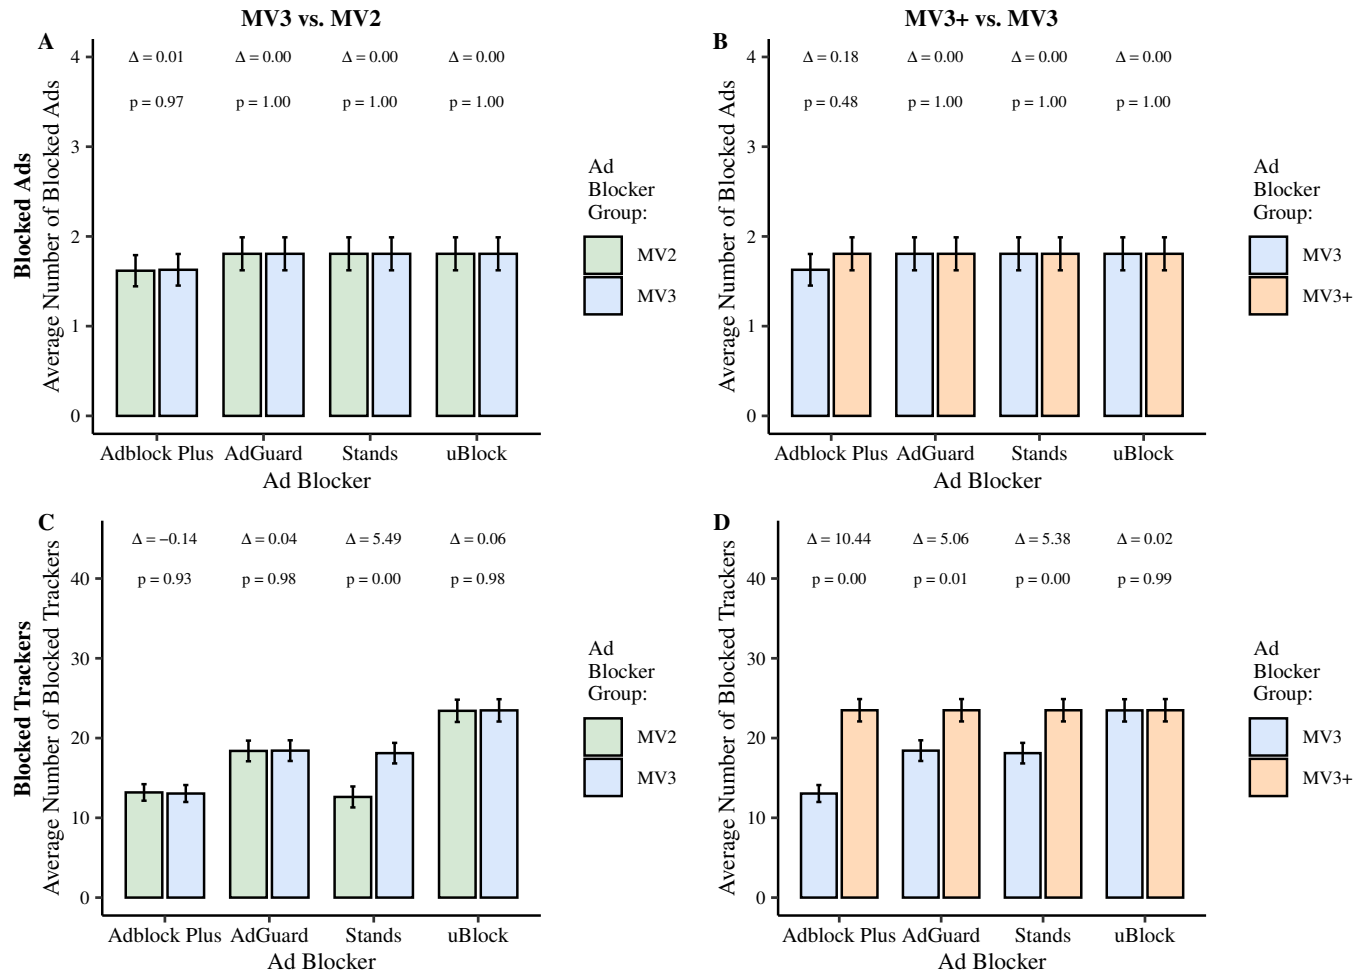 MV3 vs. MV2
MV3+ vs. MV3
Blocked Ads
A
Average Number of Blocked Ads
4
3
2
1
0
Δ = 0.01
Δ = 0.00
Δ = 0.00
Δ = 0.00
p = 0.97
p = 1.00
p = 1.00
p = 1.00
Adblock Plus
AdGuard
Stands
uBlock
Ad Blocker
Ad
Blocker
Group:
MV2
MV3
B
Average Number of Blocked Ads
4
3
2
1
0
Δ = 0.18
Δ = 0.00
Δ = 0.00
Δ = 0.00
p = 0.48
p = 1.00
p = 1.00
p = 1.00
Adblock Plus
AdGuard
Stands
uBlock
Ad Blocker
Ad
Blocker
Group:
MV3
MV3+
Blocked Trackers
C
Average Number of Blocked Trackers
40
30
20
10
0
Δ = −0.14
Δ = 0.04
Δ = 5.49
Δ = 0.06
p = 0.93
p = 0.98
p = 0.00
p = 0.98
Adblock Plus
AdGuard
Stands
uBlock
Ad Blocker
Ad
Blocker
Group:
MV2
MV3
D
Average Number of Blocked Trackers
40
30
20
10
0
Δ = 10.44
Δ = 5.06
Δ = 5.38
Δ = 0.02
p = 0.00
p = 0.01
p = 0.00
p = 0.99
Adblock Plus
AdGuard
Stands
uBlock
Ad Blocker
Ad
Blocker
Group:
MV3
MV3+